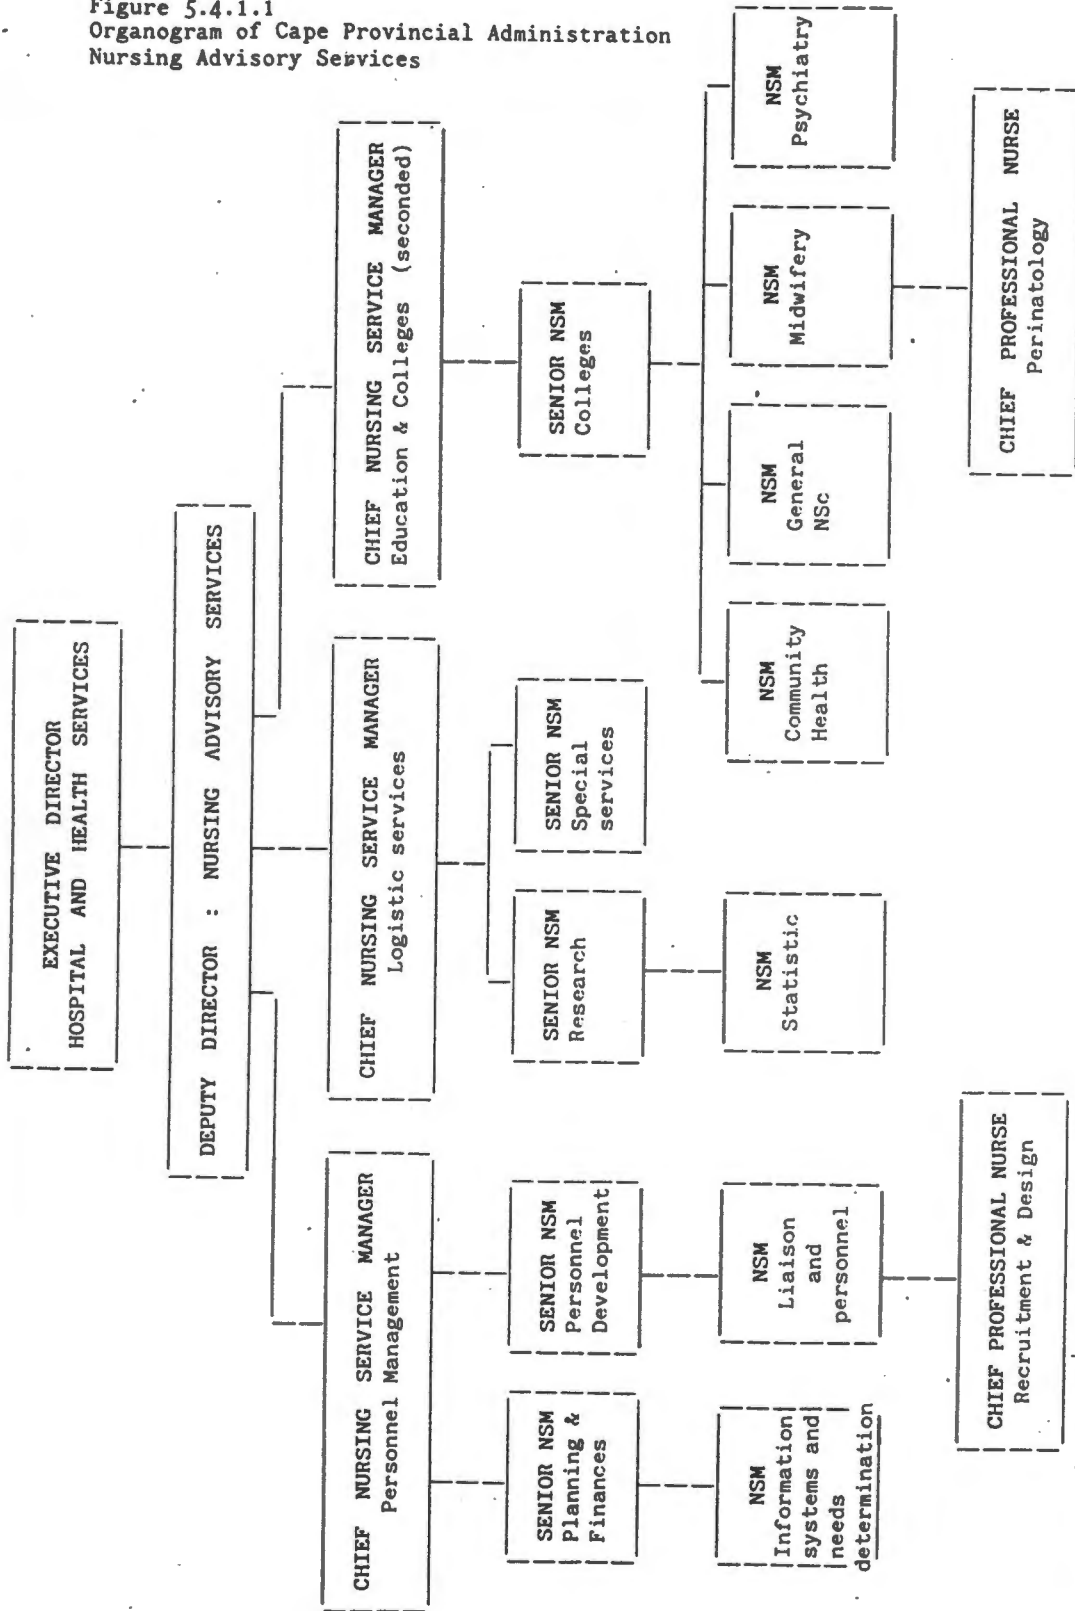 Figure 5.4.1.1
Organogram of Cape Provincial Administration
Nursing Advisory Services
EXECUTIVE DIRECTOR
HOSPITAL AND HEALTH SERVICES
DEPUTY DIRECTOR : NURSING ADVISORY SERVICES
CHIEF NURSING SERVICE MANAGER
Personnel Management
CHIEF NURSING SERVICE MANAGER
Logistic services
CHIEF NURSING SERVICE MANAGER
Education & Colleges (seconded)
SENIOR NSM
Planning &
Finances
SENIOR NSM
Personnel
Development
SENIOR NSM
Research
SENIOR NSM
Special
services
SENIOR NSM
Colleges
NSM
Information
systems and
needs
determination
NSM
Liaison
and
personnel
NSM
Statistic
NSM
Community
Health
NSM
General
NSc
NSM
Midwifery
NSM
Psychiatry
CHIEF PROFESSIONAL NURSE
Recruitment & Design
CHIEF PROFESSIONAL NURSE
Perinatology